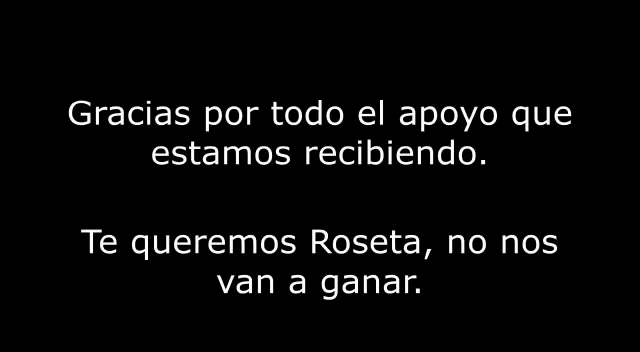 Gracias por todo el apoyo que
estamos recibiendo.
Te queremos Roseta, no nos
van a ganar.